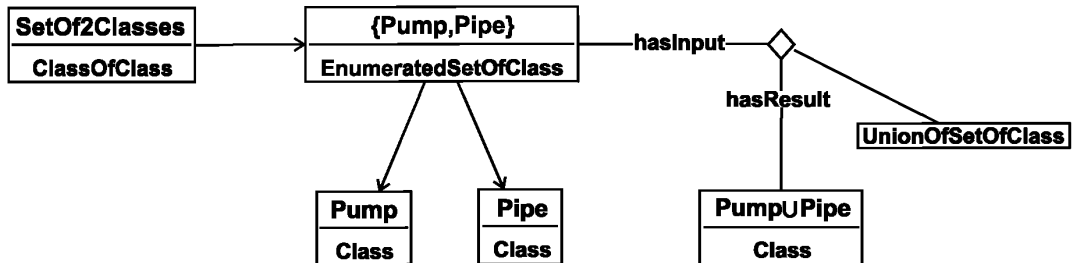 SetOf2Classes
ClassOfClass
{Pump,Pipe}
EnumeratedSetOfClass
hasInput
hasResult
UnionOfSetOfClass
Pump
Class
Pipe
Class
Pump∪Pipe
Class